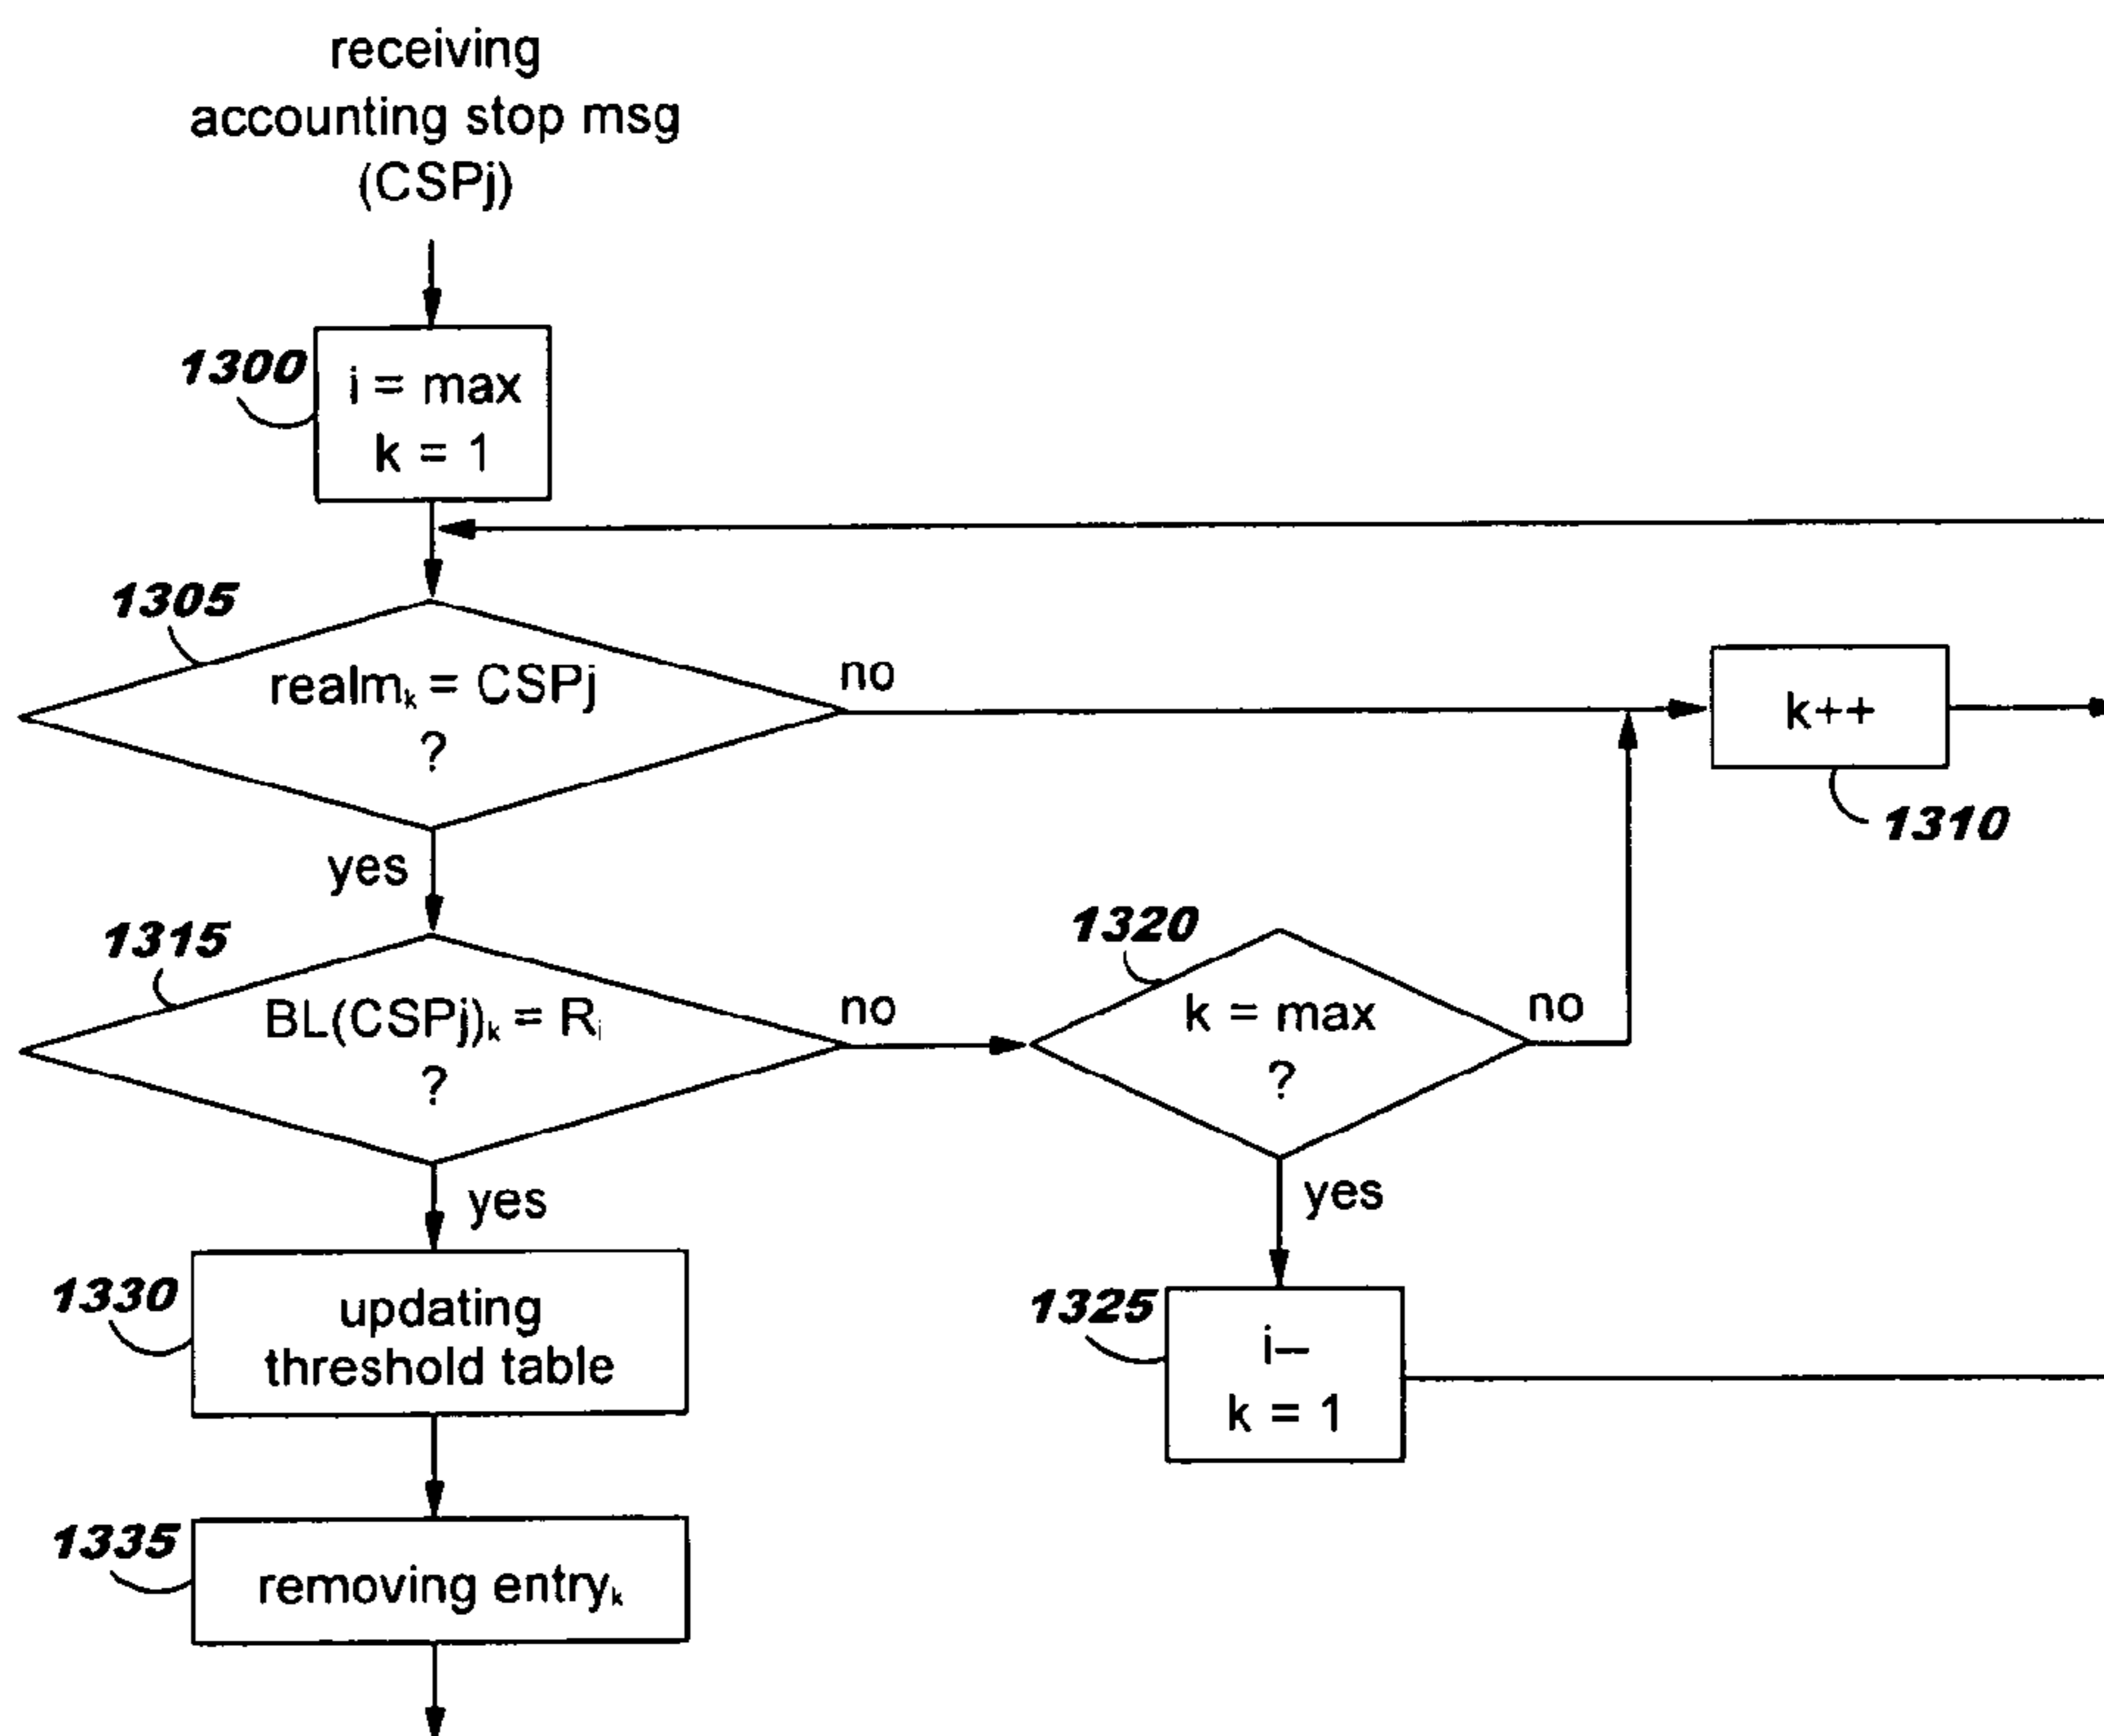 receiving
accounting stop msg
(CSPj)
1300
i = max
k = 1
1305
realmₖ = CSPj
?
no
k++
1310
yes
1315
BL(CSPj)ₖ = Rᵢ
?
no
1320
k = max
?
no
yes
yes
1330
updating
threshold table
1325
i–
k = 1
1335
removing entryₖ